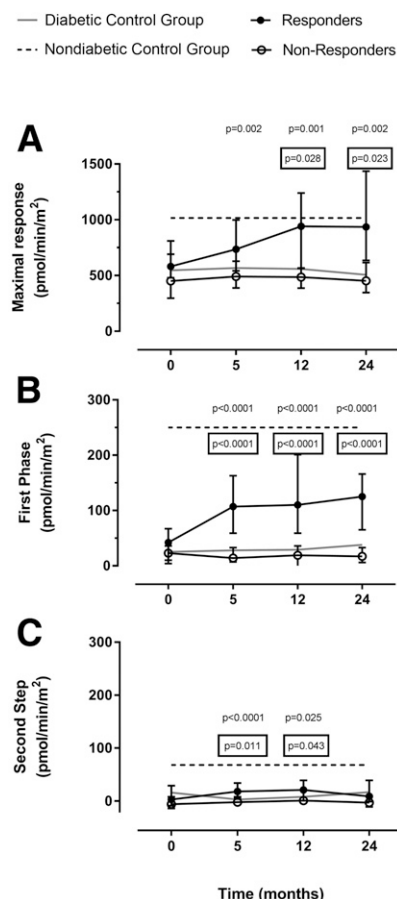 Diabetic Control Group Responders
Nondiabetic Control Group Non-Responders
A
p=0.002 p=0.001 p=0.002
p=0.028 p=0.023
Maximal response
(pmol/min/m²)
1500
1000
500
0
0 5 12 24
B
p<0.0001 p<0.0001 p<0.0001
p<0.0001 p<0.0001 p<0.0001
First Phase
(pmol/min/m²)
300
200
100
0
0 5 12 24
C
p<0.0001 p=0.025
p=0.011 p=0.043
Second Step
(pmol/min/m²)
300
200
100
0
0 5 12 24
Time (months)